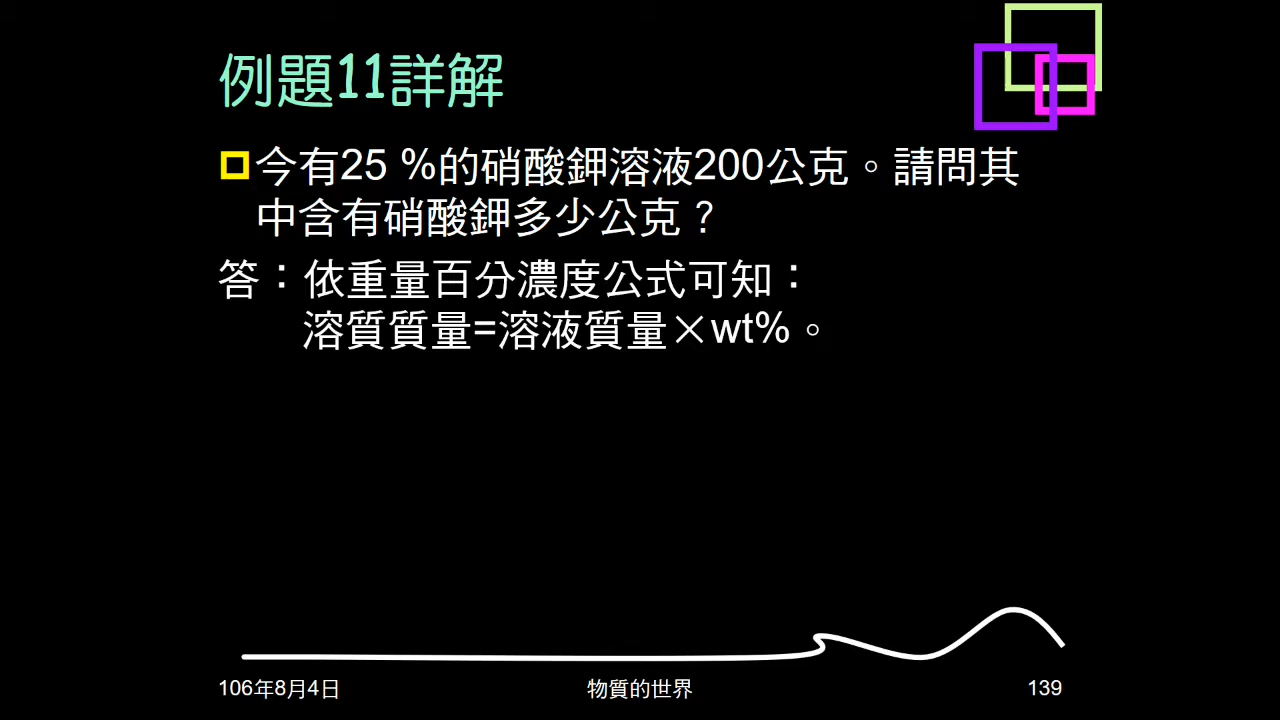 例題11詳解
今有25 %的硝酸鉀溶液200公克。請問其
中含有硝酸鉀多少公克？
答：依重量百分濃度公式可知：
溶質質量=溶液質量×wt%。
106年8月4日
物質的世界
139